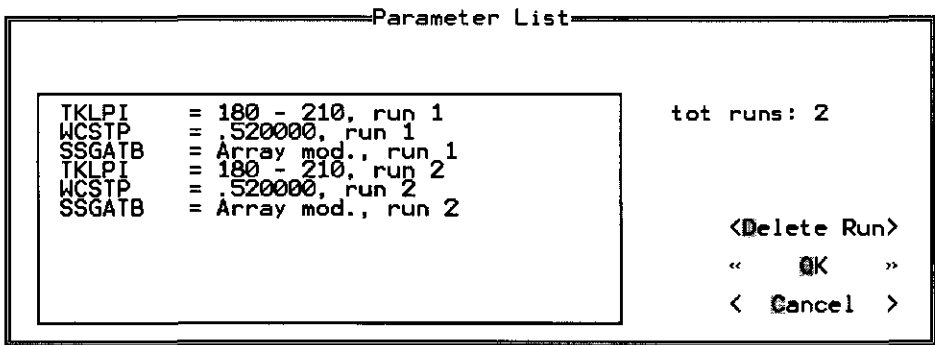 Parameter List
TKLPI = 180 - 210, run 1
WCSTP = .520000, run 1
SSGATB = Array mod., run 1
TKLPI = 180 - 210, run 2
WCSTP = .520000, run 2
SSGATB = Array mod., run 2
tot runs: 2
<Delete Run>
« OK »
< Cancel >